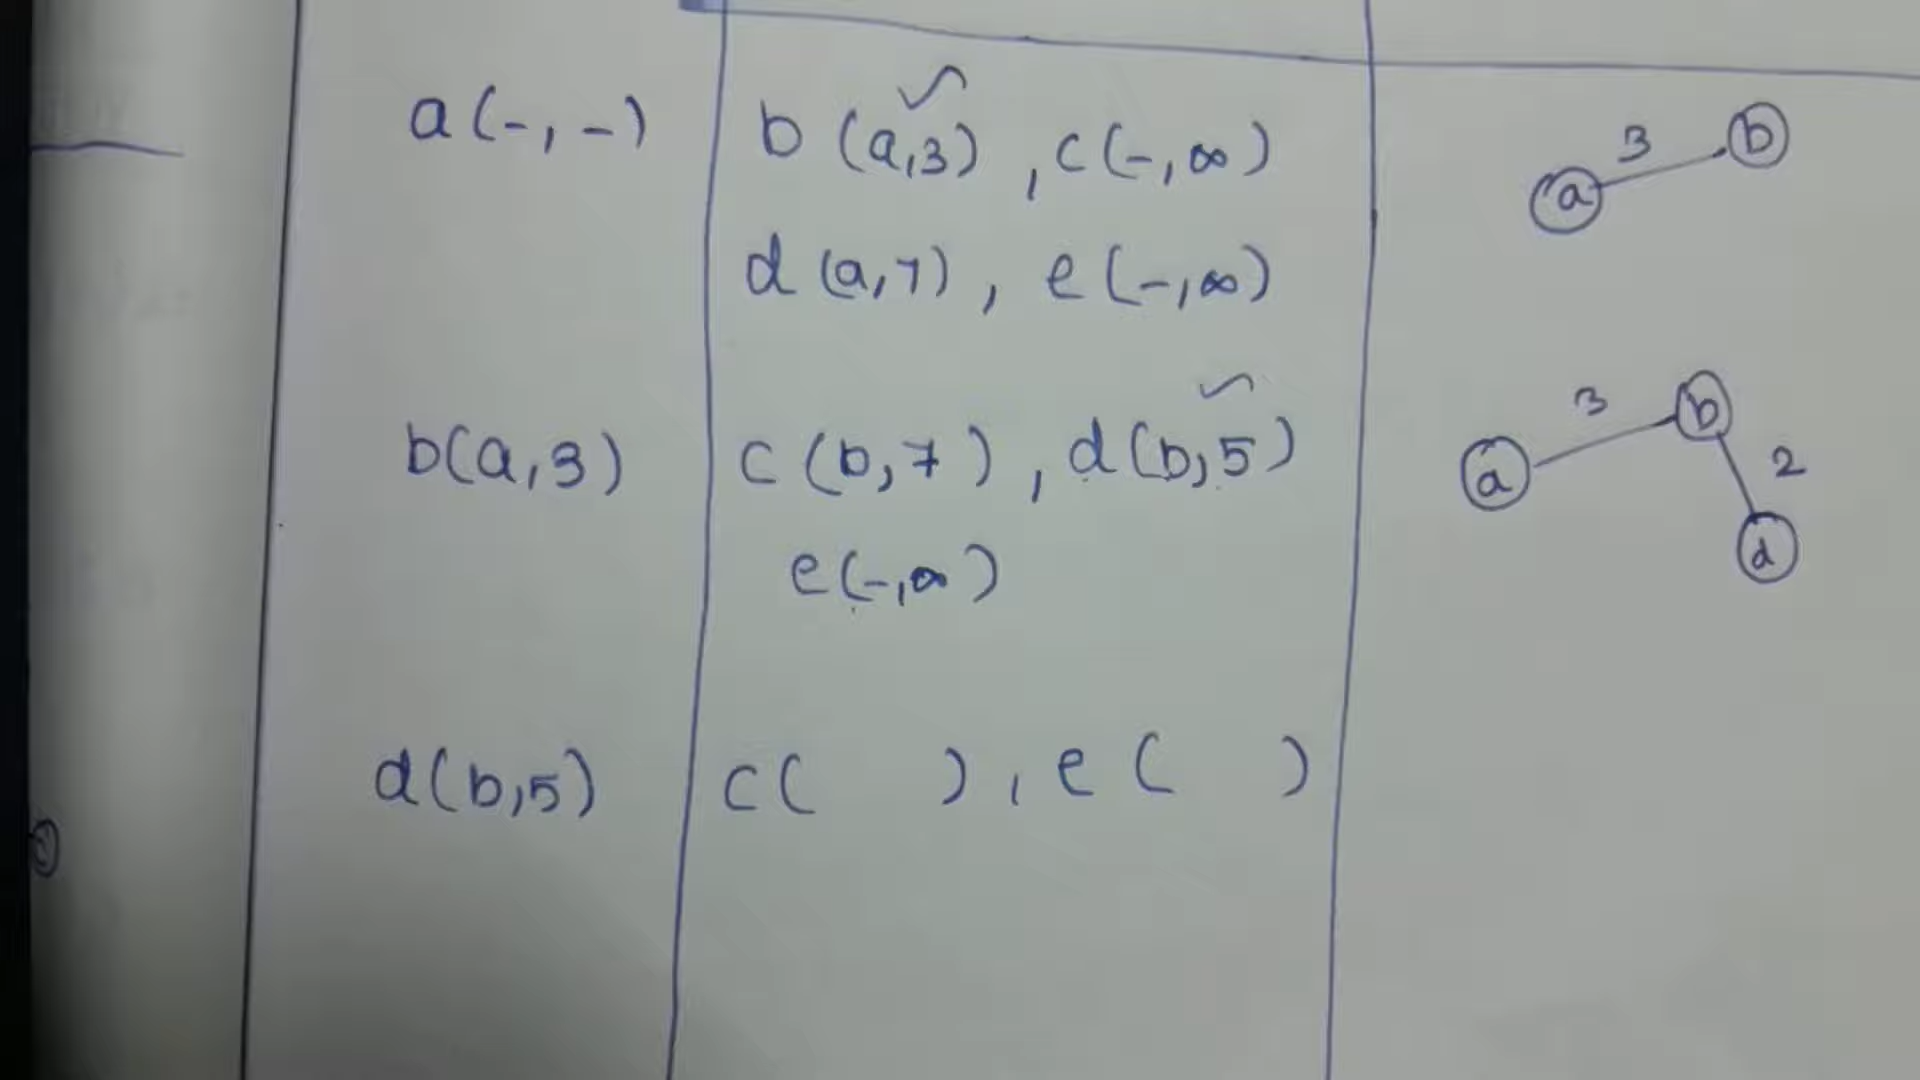 a(-,-) b(a,3), c(-,∞)
d(a,7), e(-,∞)
3
a b
b(a,3) c(b,7), d(b,5)
e(-,∞)
3
a b
2
d
d(b,5) c( ), e( )